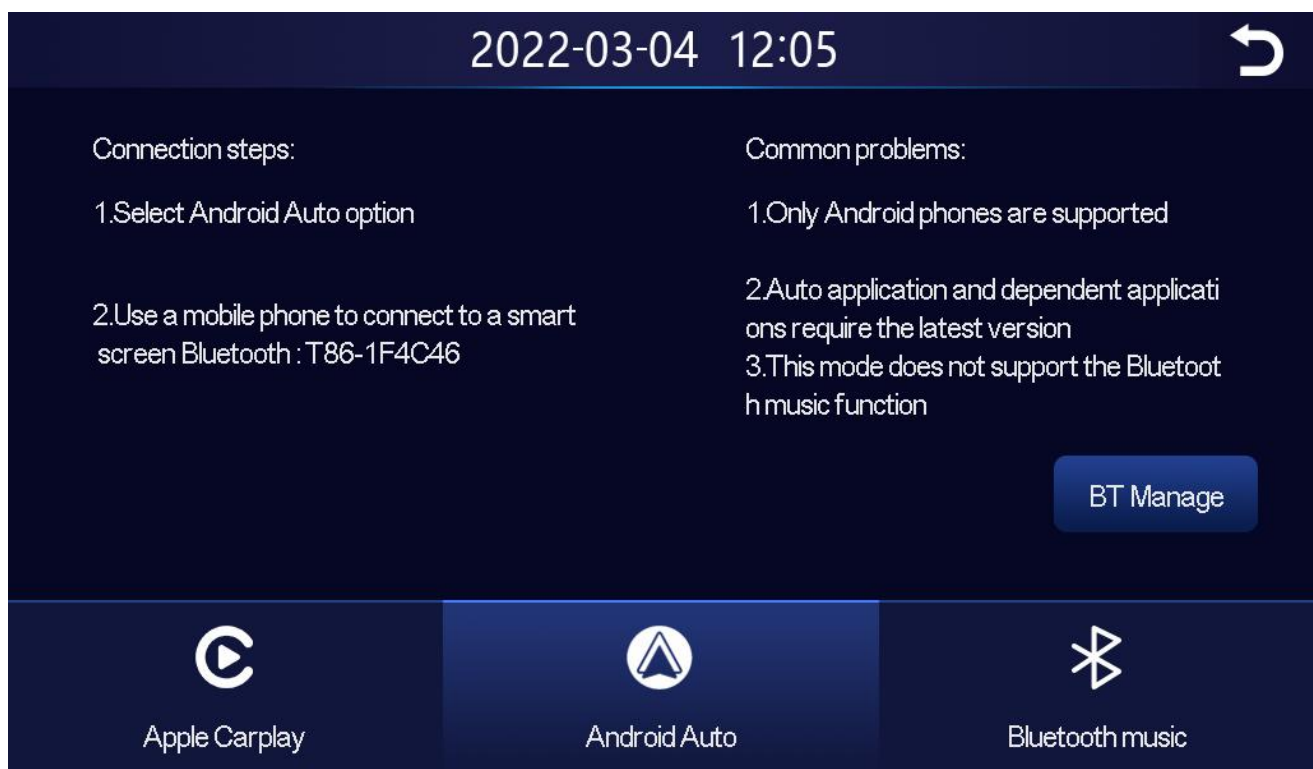 2022-03-04 12:05
Connection steps:
1.Select Android Auto option
2.Use a mobile phone to connect to a smart
screen Bluetooth : T86-1F4C46
Common problems:
1.Only Android phones are supported
2.Auto application and dependent applicati
ons require the latest version
3.This mode does not support the Bluetoot
h music function
BT Manage
Apple Carplay
Android Auto
Bluetooth music